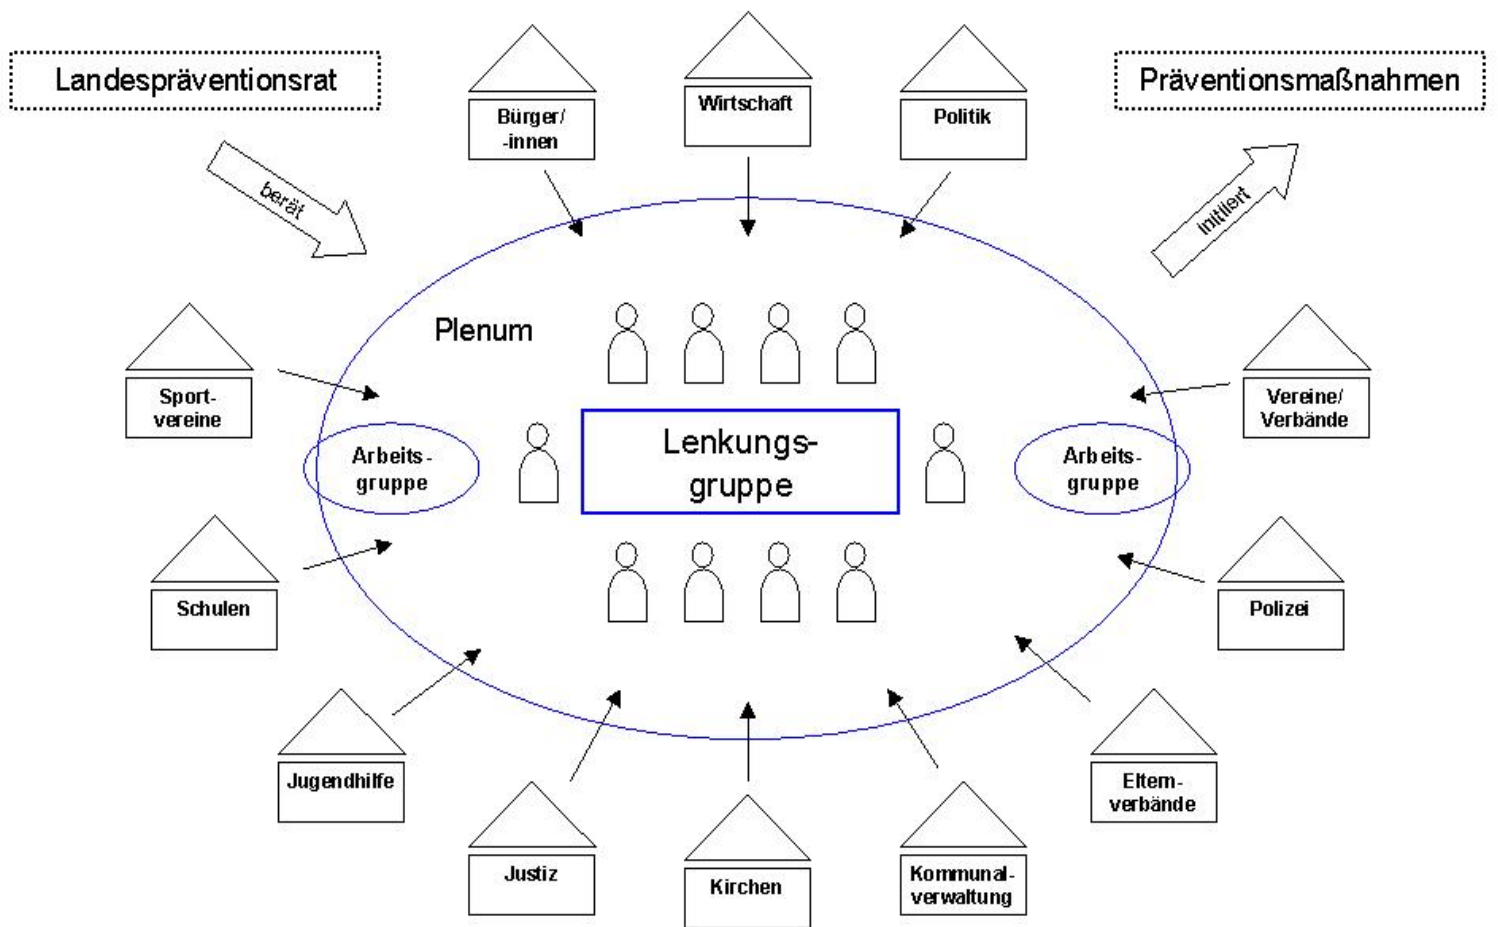 Landespräventionsrat
Präventionsmaßnahmen
Bürger/
-innen
Wirtschaft
Politik
berät
initiiert
Plenum
Sport-
vereine
Vereine/
Verbände
Arbeits-
gruppe
Lenkungs-
gruppe
Arbeits-
gruppe
Schulen
Polizei
Jugendhilfe
Eltern-
verbände
Justiz
Kirchen
Kommunal-
verwaltung